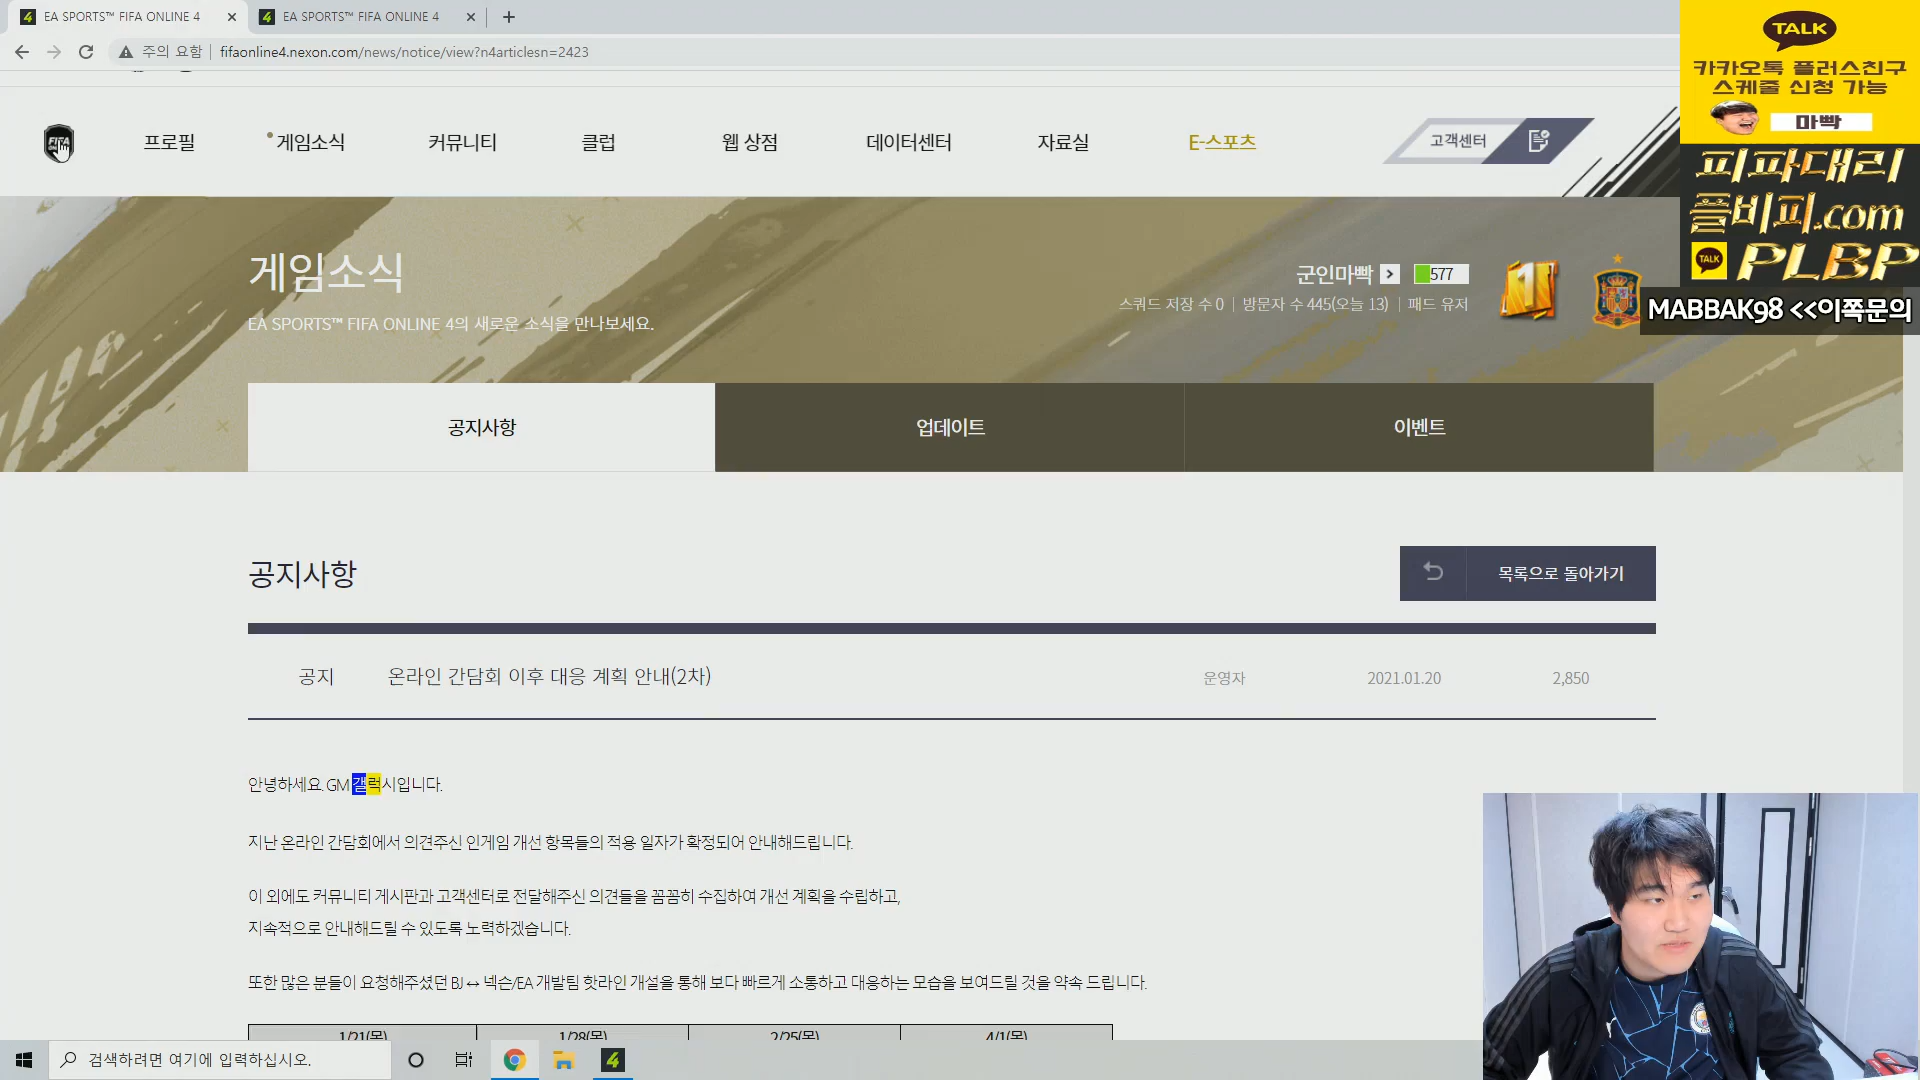 EA SPORTS™ FIFA ONLINE 4
EA SPORTS™ FIFA ONLINE 4
주의 요함
fifaonline4.nexon.com/news/notice/view?n4articlesn=2423
TALK
카카오톡 플러스친구
스케줄 신청 가능
마빡
피파대리
플비피.com
TALK
PLBP
MABBAK98 <<이쪽문의
FIFA
프로필
게임소식
커뮤니티
클럽
웹 상점
데이터센터
자료실
E-스포츠
고객센터
게임소식
EA SPORTS™ FIFA ONLINE 4의 새로운 소식을 만나보세요.
군인마빡
577
스쿼드 저장 수 0
방문자 수 445(오늘 13)
패드 유저
공지사항
업데이트
이벤트
공지사항
목록으로 돌아가기
공지
온라인 간담회 이후 대응 계획 안내(2차)
운영자
2021.01.20
2,850
안녕하세요. GM 갤럭시입니다.
지난 온라인 간담회에서 의견주신 인게임 개선 항목들의 적용 일자가 확정되어 안내해드립니다.
이 외에도 커뮤니티 게시판과 고객센터로 전달해주신 의견들을 꼼꼼히 수집하여 개선 계획을 수립하고,
지속적으로 안내해드릴 수 있도록 노력하겠습니다.
또한 많은 분들이 요청해주셨던 BJ ↔ 넥슨/EA 개발팀 핫라인 개설을 통해 보다 빠르게 소통하고 대응하는 모습을 보여드릴 것을 약속 드립니다.
1/21(목)
1/28(목)
2/25(목)
4/1(목)
검색하려면 여기에 입력하십시오.